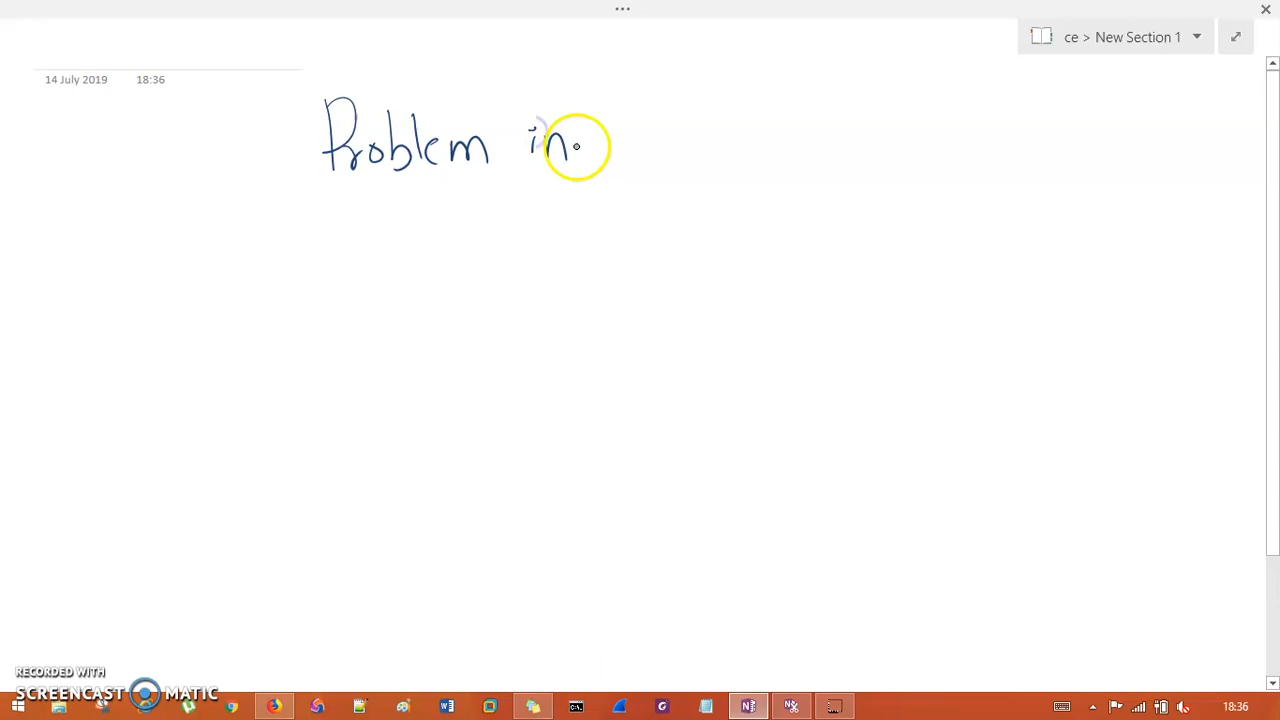 ...
ce > New Section 1
14 July 2019 18:36
Problem in
RECORDED WITH
SCREENCAST MATIC
18:36